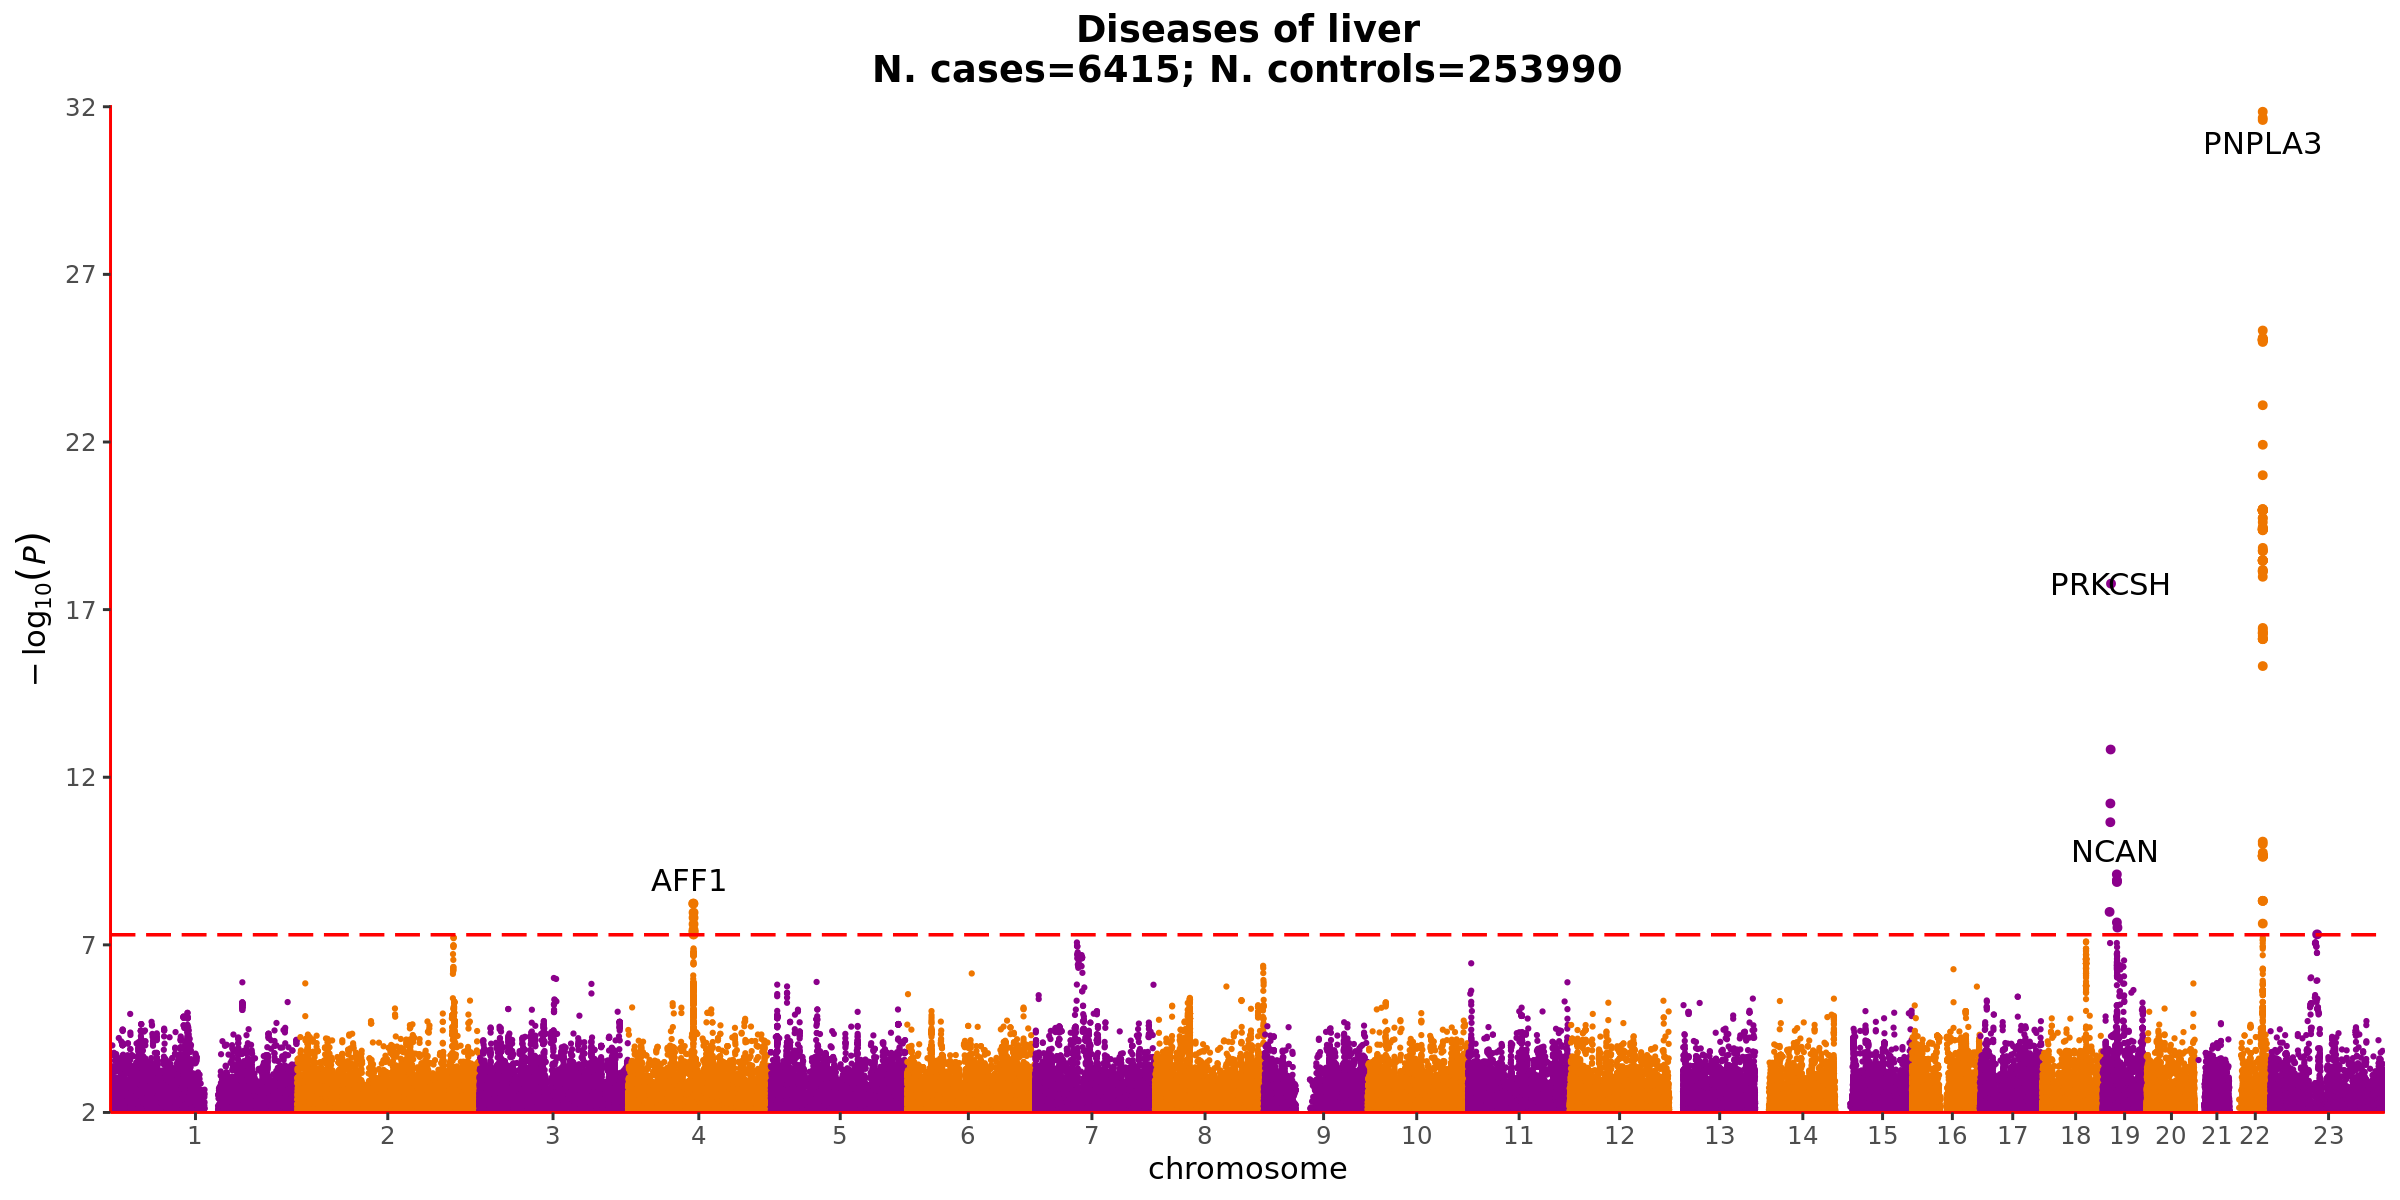 Diseases of liver
N. cases=6415; N. controls=253990
32
PNPLA3
27
22
17
PRKCSH
12
NCAN
AFF1
7
2
−log10(P)
1 2 3 4 5 6 7 8 9 10 11 12 13 14 15 16 17 18 19 20 21 22 23
chromosome